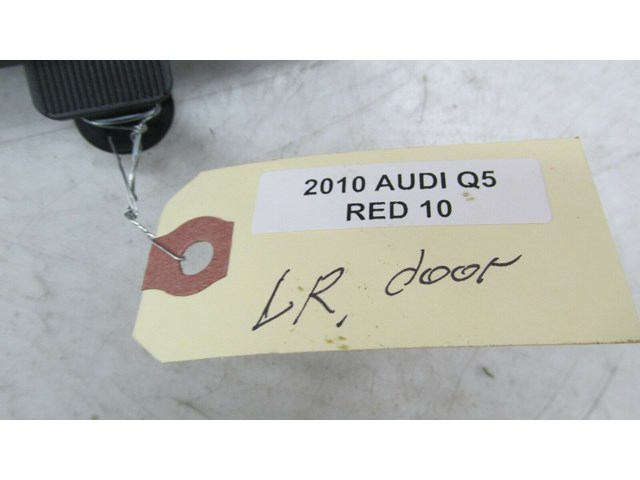 2010 AUDI Q5
RED 10
LR, door